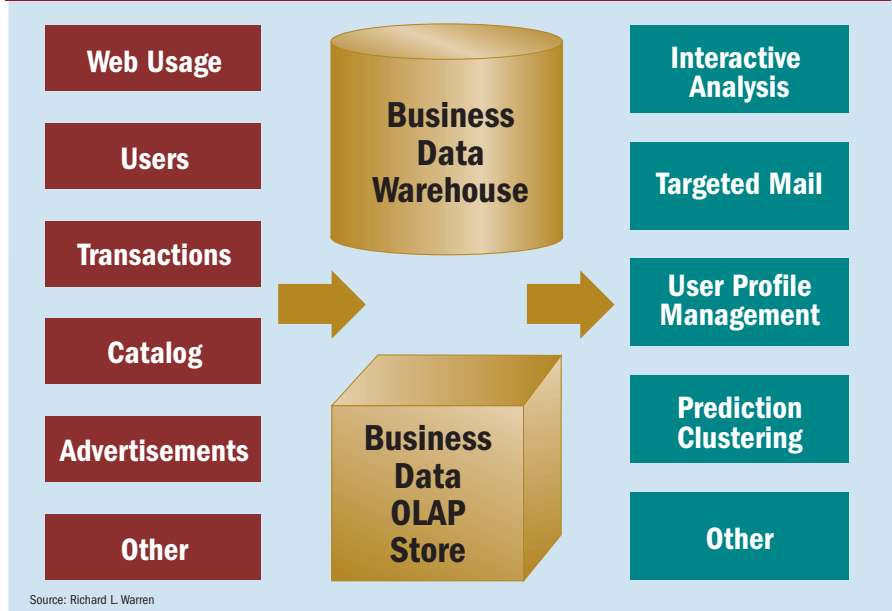 Web Usage
Users
Transactions
Catalog
Advertisements
Other
Business
Data
Warehouse
Business
Data
OLAP
Store
Interactive
Analysis
Targeted Mail
User Profile
Management
Prediction
Clustering
Other
Source: Richard L. Warren